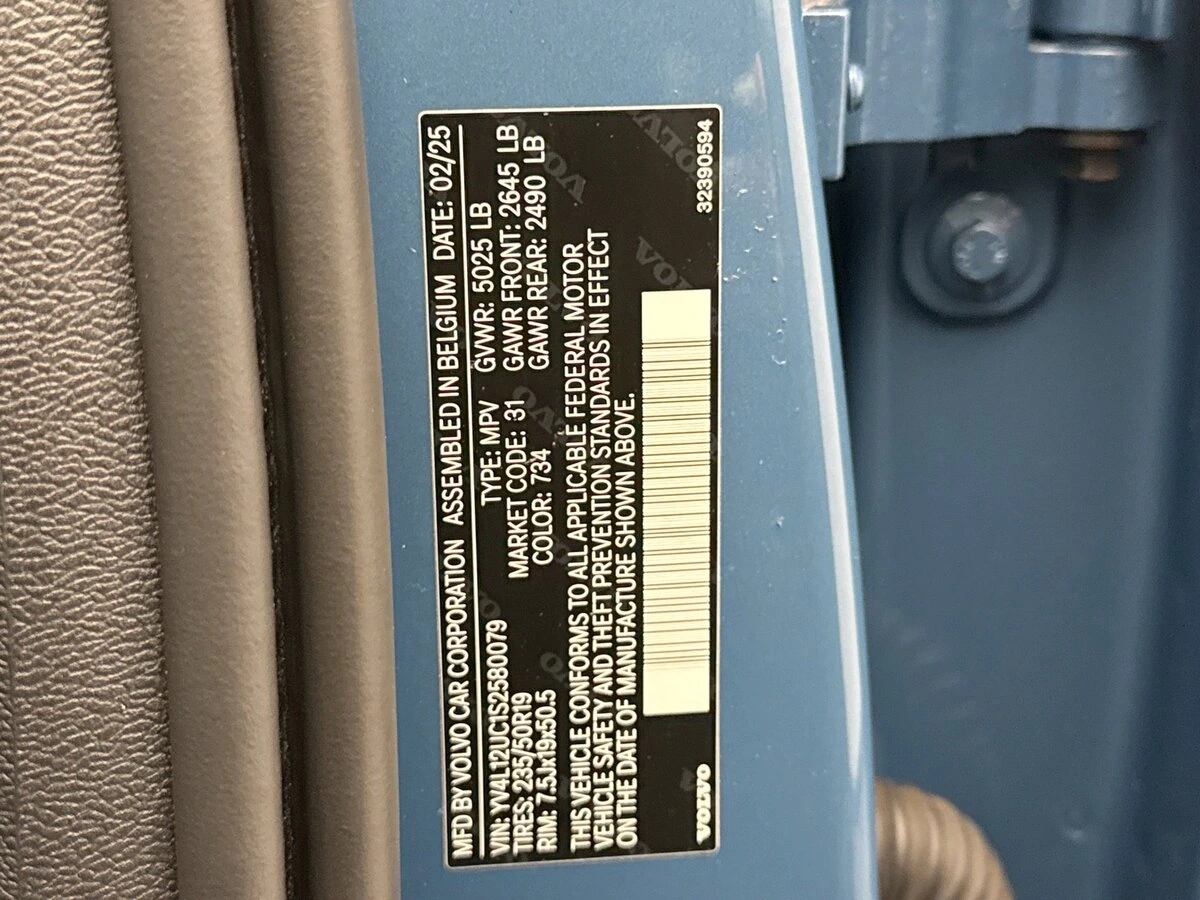 MFD BY VOLVO CAR CORPORATION ASSEMBLED IN BELGIUM DATE: 02/25
VIN: YV4L12UC1S2580079 TYPE: MPV GVWR: 5025 LB
TIRES: 235/50R19 MARKET CODE: 31 GAWR FRONT: 2645 LB
RIM: 7.5Jx19x50.5 COLOR: 734 GAWR REAR: 2490 LB
THIS VEHICLE CONFORMS TO ALL APPLICABLE FEDERAL MOTOR
VEHICLE SAFETY AND THEFT PREVENTION STANDARDS IN EFFECT
ON THE DATE OF MANUFACTURE SHOWN ABOVE.
VOLVO 32390594